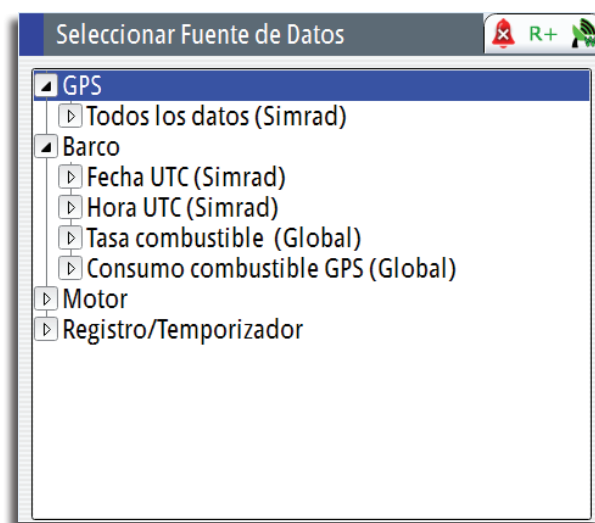 Seleccionar Fuente de Datos R+
GPS
Todos los datos (Simrad)
Barco
Fecha UTC (Simrad)
Hora UTC (Simrad)
Tasa combustible (Global)
Consumo combustible GPS (Global)
Motor
Registro/Temporizador